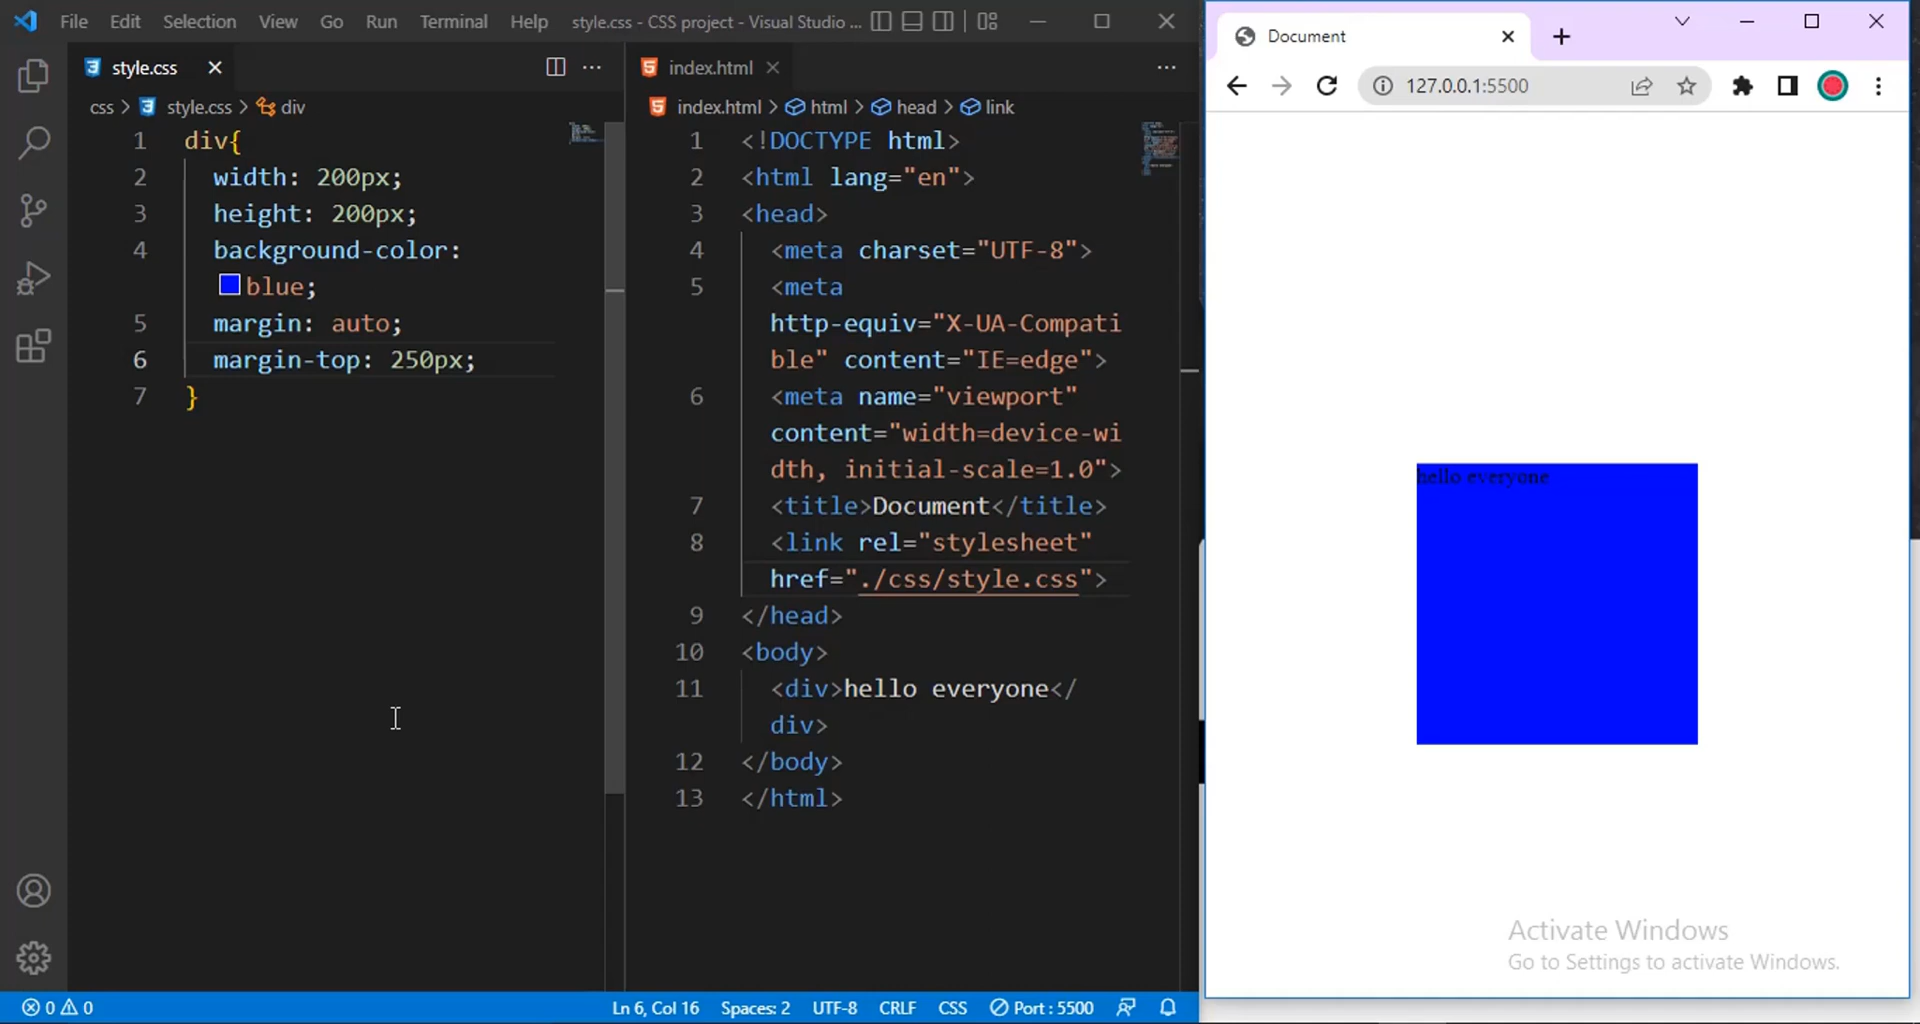 File Edit Selection View Go Run Terminal Help style.css - CSS project - Visual Studio ...
style.css
css > style.css > div
1 div{
2 width: 200px;
3 height: 200px;
4 background-color:
blue;
5 margin: auto;
6 margin-top: 250px;
7 }
index.html
index.html > html > head > link
1 <!DOCTYPE html>
2 <html lang="en">
3 <head>
4 <meta charset="UTF-8">
5 <meta
http-equiv="X-UA-Compati
ble" content="IE=edge">
6 <meta name="viewport"
content="width=device-wi
dth, initial-scale=1.0">
7 <title>Document</title>
8 <link rel="stylesheet"
href="./css/style.css">
9 </head>
10 <body>
11 <div>hello everyone</
div>
12 </body>
13 </html>
0 0 Ln 6, Col 16 Spaces: 2 UTF-8 CRLF CSS Port : 5500
Document
127.0.0.1:5500
hello everyone
Activate Windows
Go to Settings to activate Windows.